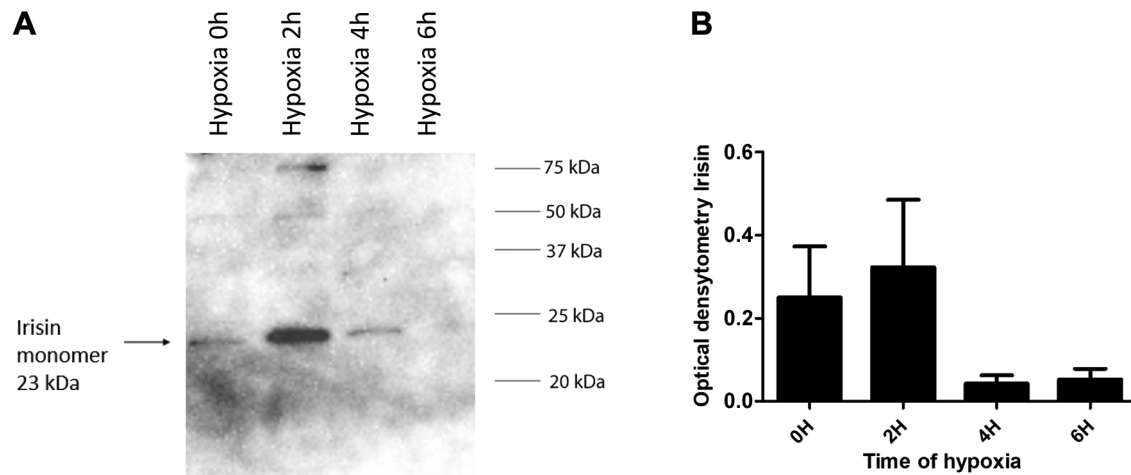 A
Hypoxia 0h
Hypoxia 2h
Hypoxia 4h
Hypoxia 6h
75 kDa
50 kDa
37 kDa
25 kDa
20 kDa
Irisin
monomer
23 kDa
B
Optical densytometry Irisin
0.6
0.4
0.2
0.0
0H
2H
4H
6H
Time of hypoxia